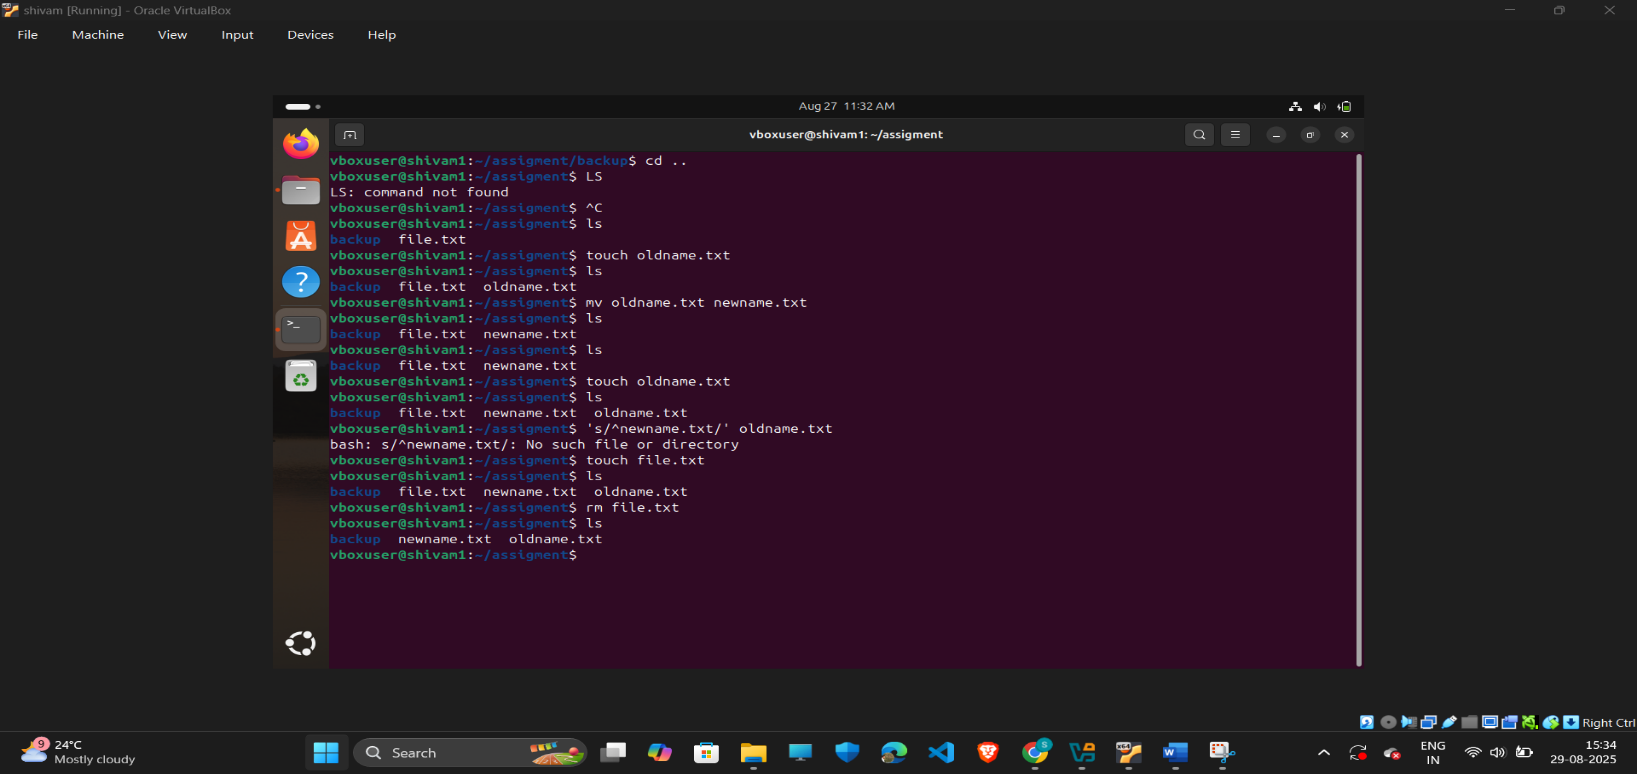 shivam [Running] - Oracle VirtualBox
File Machine View Input Devices Help
Aug 27 11:32 AM
vboxuser@shivam1: ~/assigment
vboxuser@shivam1:~/assigment/backup$ cd ..
vboxuser@shivam1:~/assigment$ LS
LS: command not found
vboxuser@shivam1:~/assigment$ ^C
vboxuser@shivam1:~/assigment$ ls
backup file.txt
vboxuser@shivam1:~/assigment$ touch oldname.txt
vboxuser@shivam1:~/assigment$ ls
backup file.txt oldname.txt
vboxuser@shivam1:~/assigment$ mv oldname.txt newname.txt
vboxuser@shivam1:~/assigment$ ls
backup file.txt newname.txt
vboxuser@shivam1:~/assigment$ ls
backup file.txt newname.txt
vboxuser@shivam1:~/assigment$ touch oldname.txt
vboxuser@shivam1:~/assigment$ ls
backup file.txt newname.txt oldname.txt
vboxuser@shivam1:~/assigment$ 's/^newname.txt/' oldname.txt
bash: s/^newname.txt/: No such file or directory
vboxuser@shivam1:~/assigment$ touch file.txt
vboxuser@shivam1:~/assigment$ ls
backup file.txt newname.txt oldname.txt
vboxuser@shivam1:~/assigment$ rm file.txt
vboxuser@shivam1:~/assigment$ ls
backup newname.txt oldname.txt
vboxuser@shivam1:~/assigment$
Right Ctrl
9
24°C
Mostly cloudy
Search
S
ENG
IN
15:34
29-08-2025